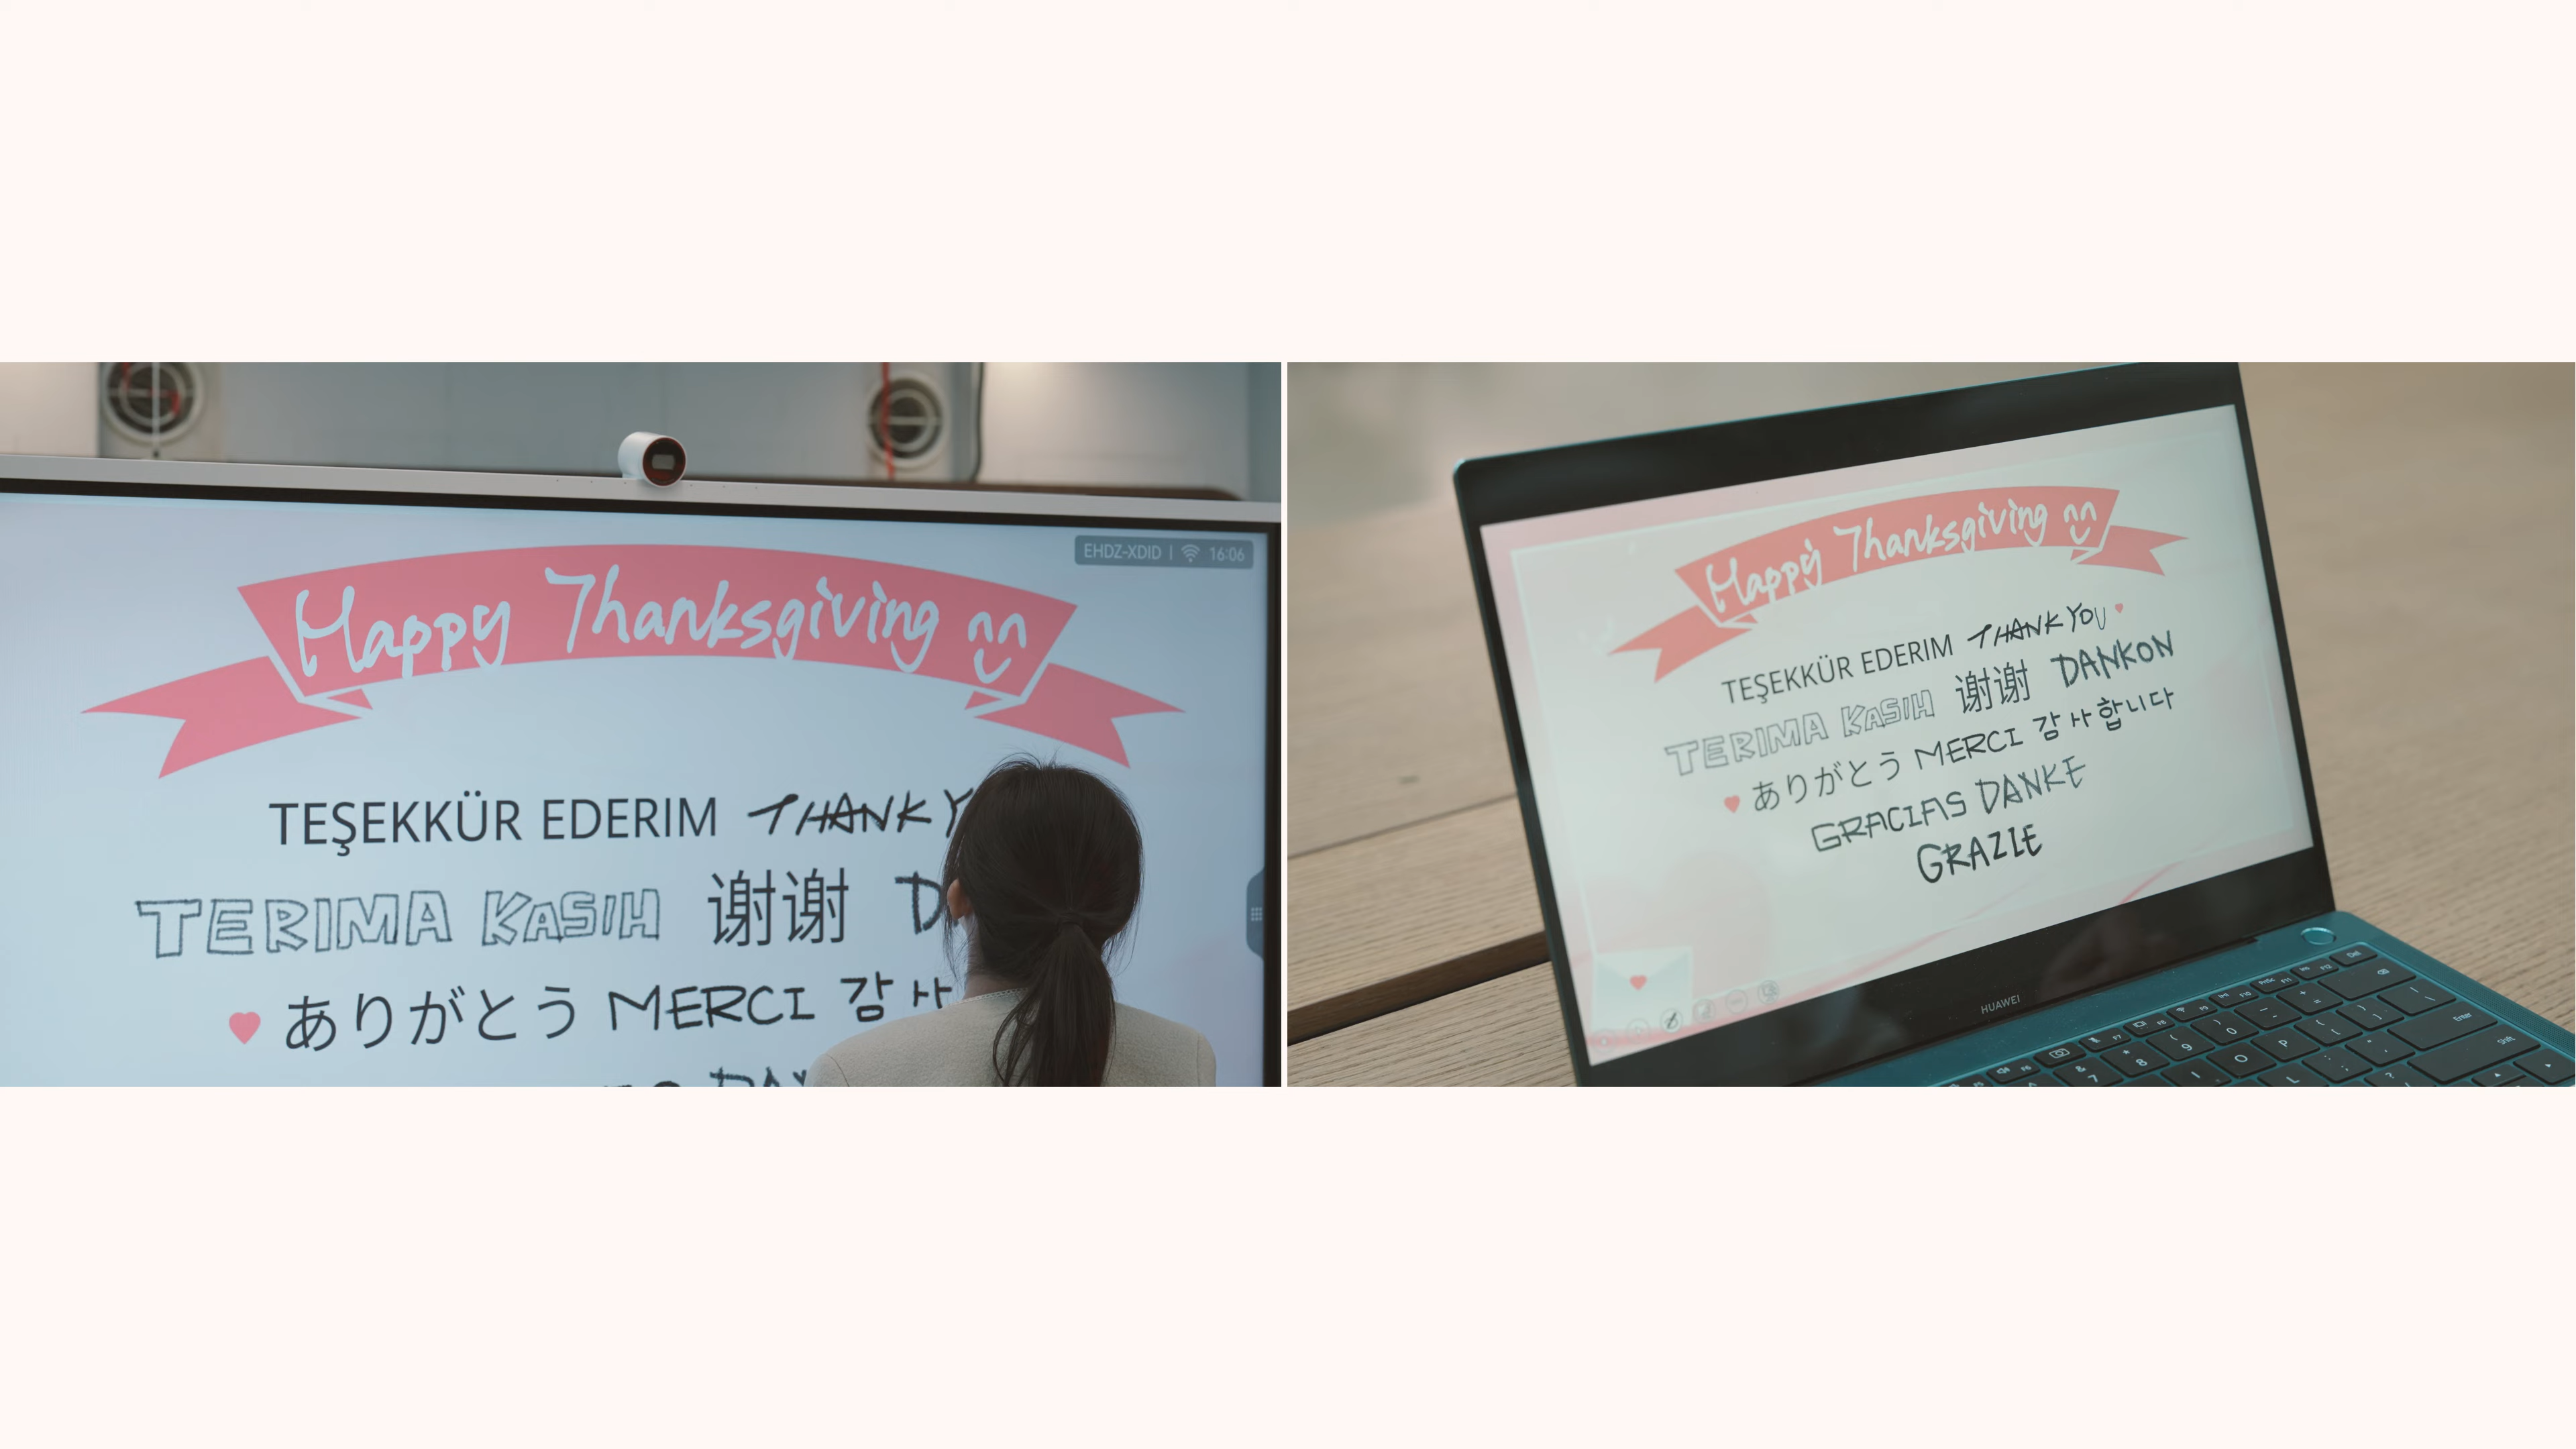 EHDZ-XDID | 16:06
Happy Thanksgiving
TEŞEKKÜR EDERIM THANK Y
TERIMA KASIH 谢谢 D
ありがとう MERCI 감사
Happy Thanksgiving
TEŞEKKÜR EDERIM THANK YOU
TERIMA KASIH 谢谢 DANKON
ありがとう MERCI 감사합니다
GRACIAS DANKE
GRAZIE
HUAWEI